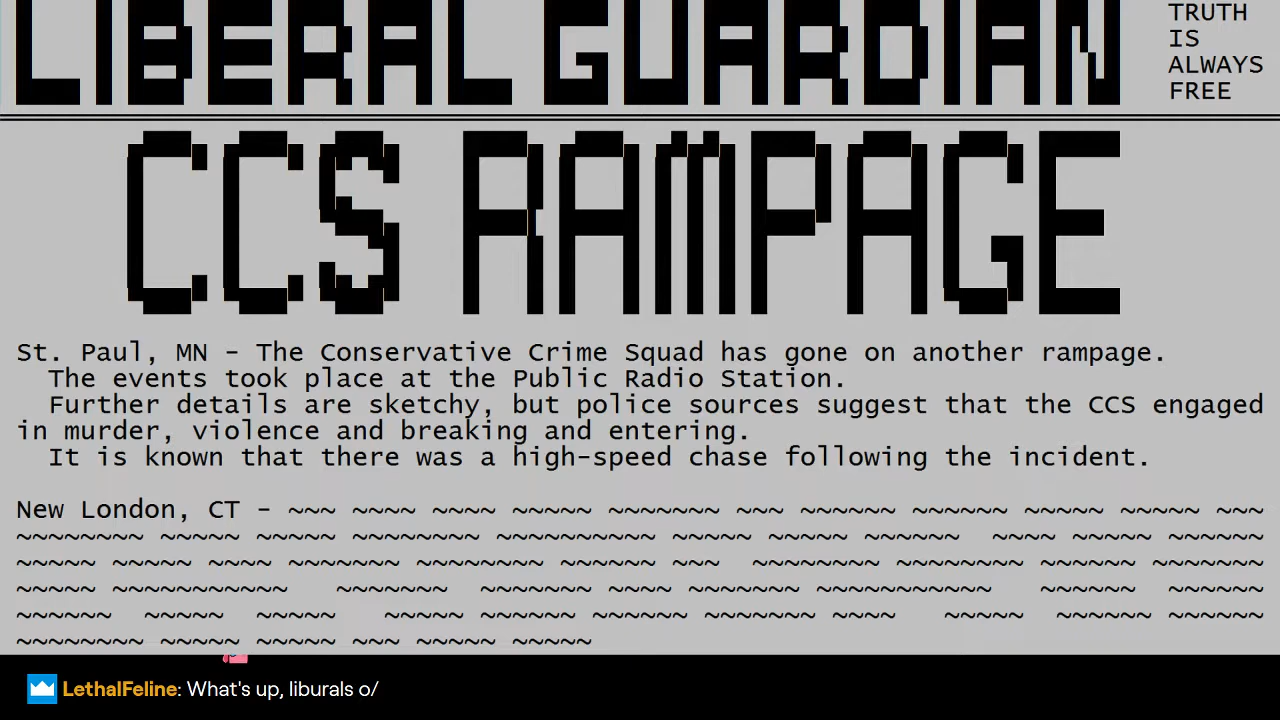 LIBERAL GUARDIAN
TRUTH
IS
ALWAYS
FREE
CCS RAMPAGE
St. Paul, MN - The Conservative Crime Squad has gone on another rampage.
The events took place at the Public Radio Station.
Further details are sketchy, but police sources suggest that the CCS engaged
in murder, violence and breaking and entering.
It is known that there was a high-speed chase following the incident.
New London, CT - ~~~ ~~~~ ~~~~ ~~~~~ ~~~~~~~ ~~~ ~~~~~~ ~~~~~~ ~~~~~ ~~~~~ ~~~
~~~~~~~~ ~~~~~ ~~~~~ ~~~~~~~~ ~~~~~~~~~~ ~~~~~ ~~~~~ ~~~~~~  ~~~~ ~~~~~ ~~~~~~
~~~~~ ~~~~~ ~~~~ ~~~~~~~ ~~~~~~~~ ~~~~~~ ~~~  ~~~~~~~~ ~~~~~~~~ ~~~~~~ ~~~~~~~
~~~~~ ~~~~~~~~~~~   ~~~~~~~  ~~~~~~~ ~~~~ ~~~~~~~ ~~~~~~~~~~~   ~~~~~~  ~~~~~~
~~~~~~  ~~~~~  ~~~~~   ~~~~~ ~~~~~~ ~~~~~~ ~~~~~~~ ~~~~   ~~~~~  ~~~~~~ ~~~~~~
~~~~~~~~ ~~~~~ ~~~~~ ~~~ ~~~~~ ~~~~~
LethalFeline: What's up, liburals o/